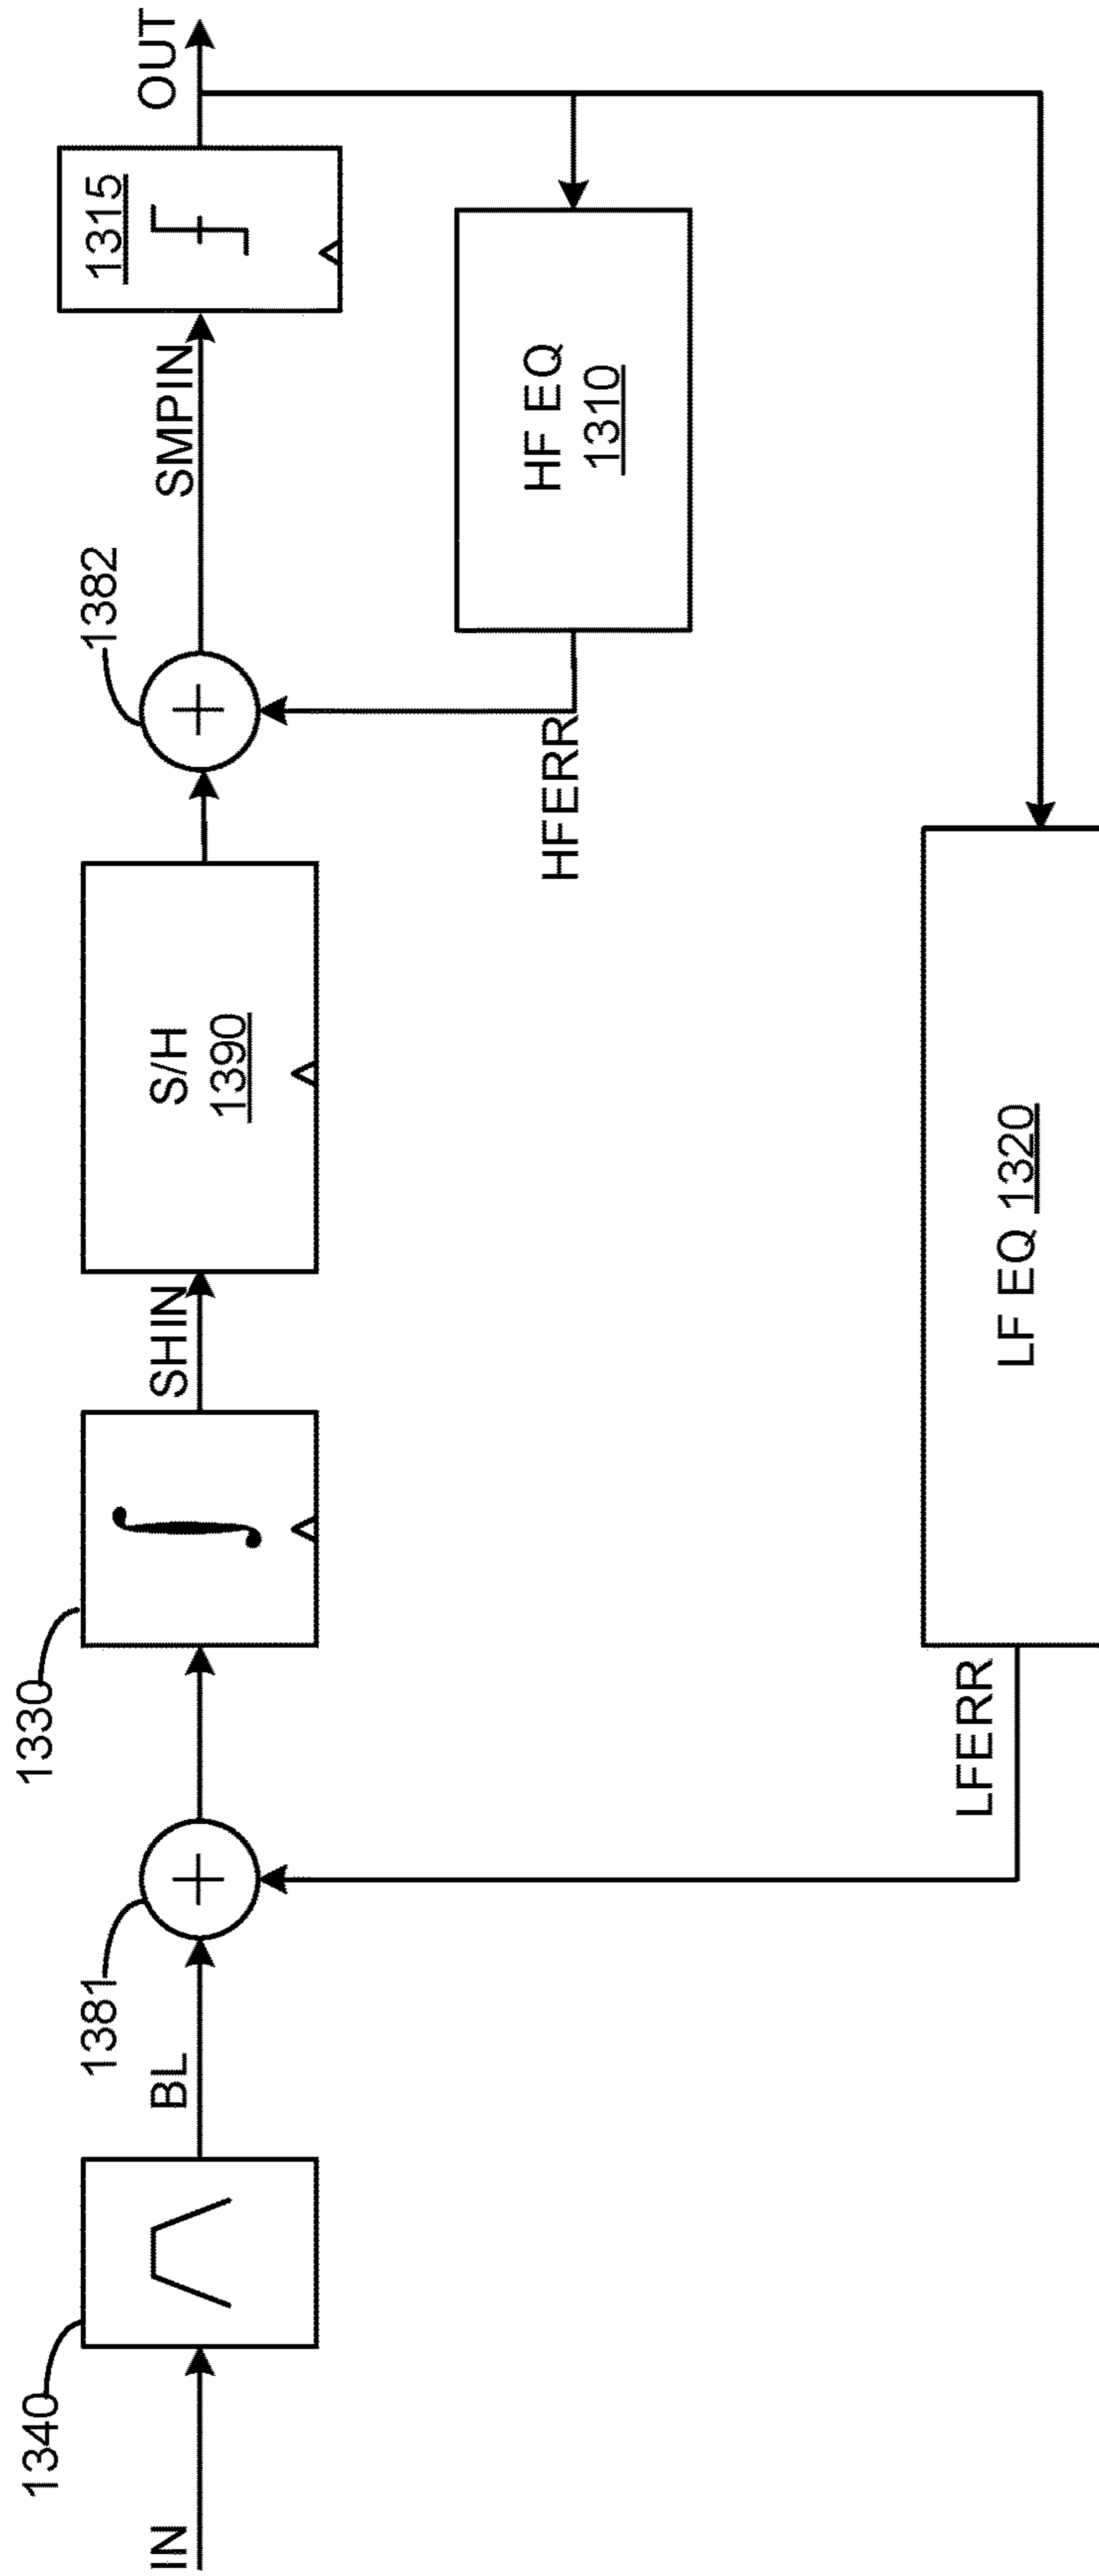 1340
1381
1330
1382
IN
BL
SHIN
S/H
1390
SMPIN
1315
OUT
HFERR
HF EQ
1310
LFERR
LF EQ 1320